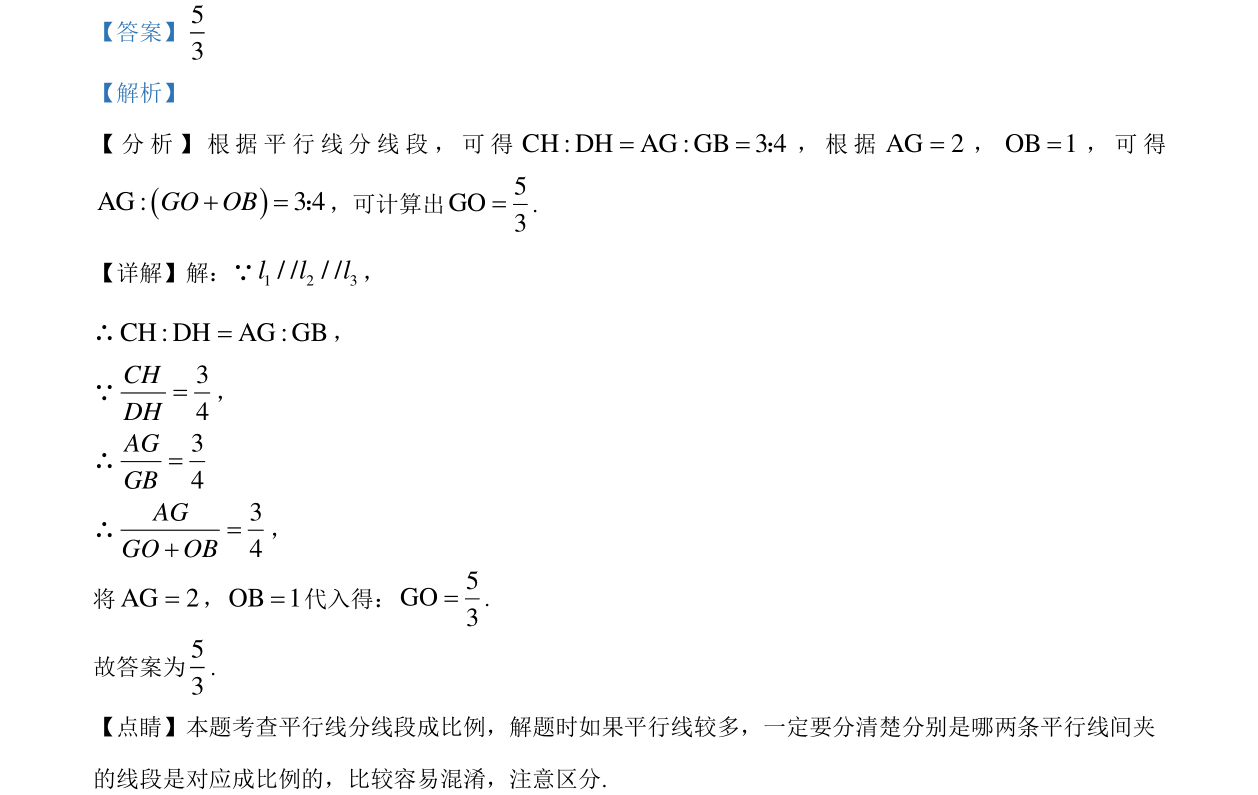 【答案】5/3
【解析】
【分析】根据平行线分线段，可得 CH : DH = AG : GB = 3:4，根据 AG = 2，OB = 1，可得
AG : (GO + OB) = 3:4，可计算出 GO = 5/3.
【详解】解：∵ l₁ / /l₂ / /l₃，
∴ CH : DH = AG : GB，
∵ CH/DH = 3/4，
∴ AG/GB = 3/4
∴ AG/(GO + OB) = 3/4，
将 AG = 2，OB = 1代入得：GO = 5/3.
故答案为 5/3.
【点睛】本题考查平行线分线段成比例，解题时如果平行线较多，一定要分清楚分别是哪两条平行线间夹
的线段是对应成比例的，比较容易混淆，注意区分.